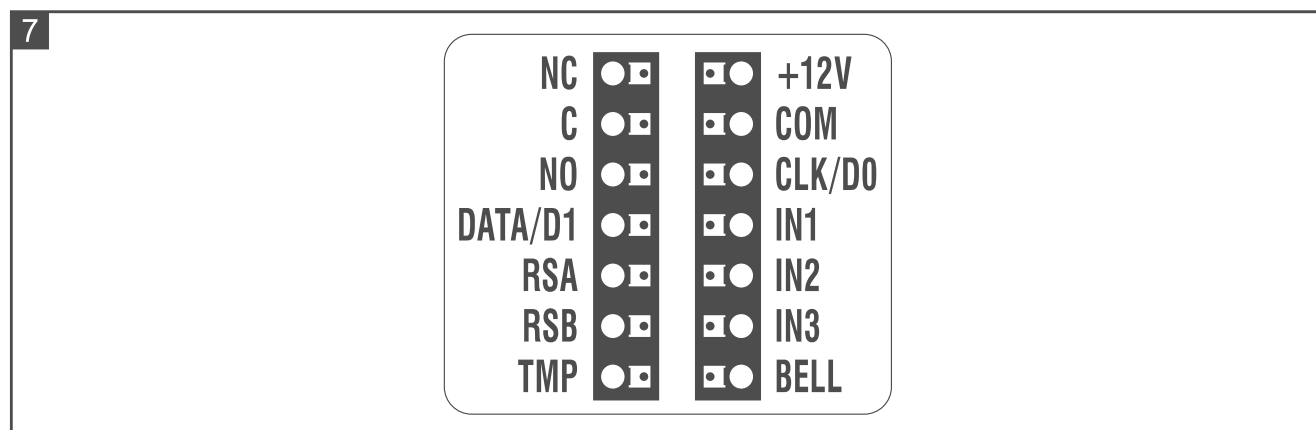 7
NC +12V
C COM
NO CLK/D0
DATA/D1 IN1
RSA IN2
RSB IN3
TMP BELL